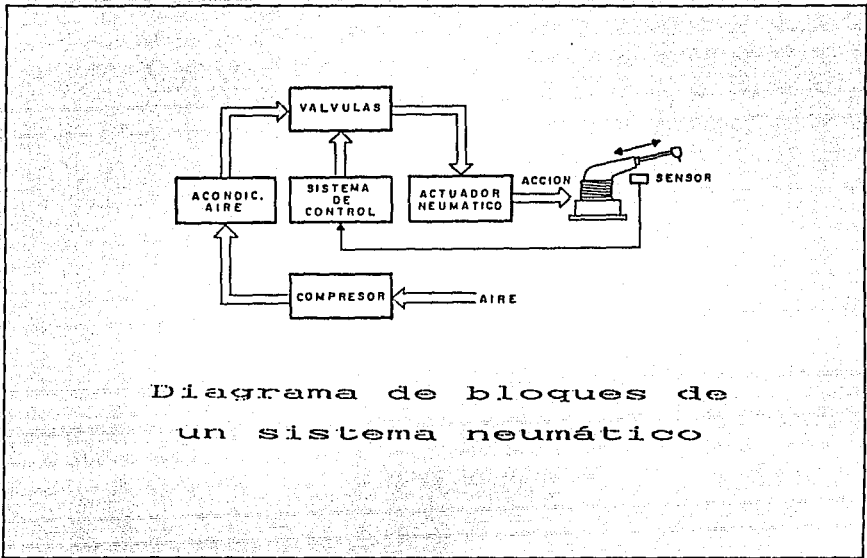 VALVULAS
ACONDIC.
AIRE
SISTEMA
DE
CONTROL
ACTUADOR
NEUMATICO
ACCION
SENSOR
COMPRESOR
AIRE
Diagrama de bloques de
un sistema neumático